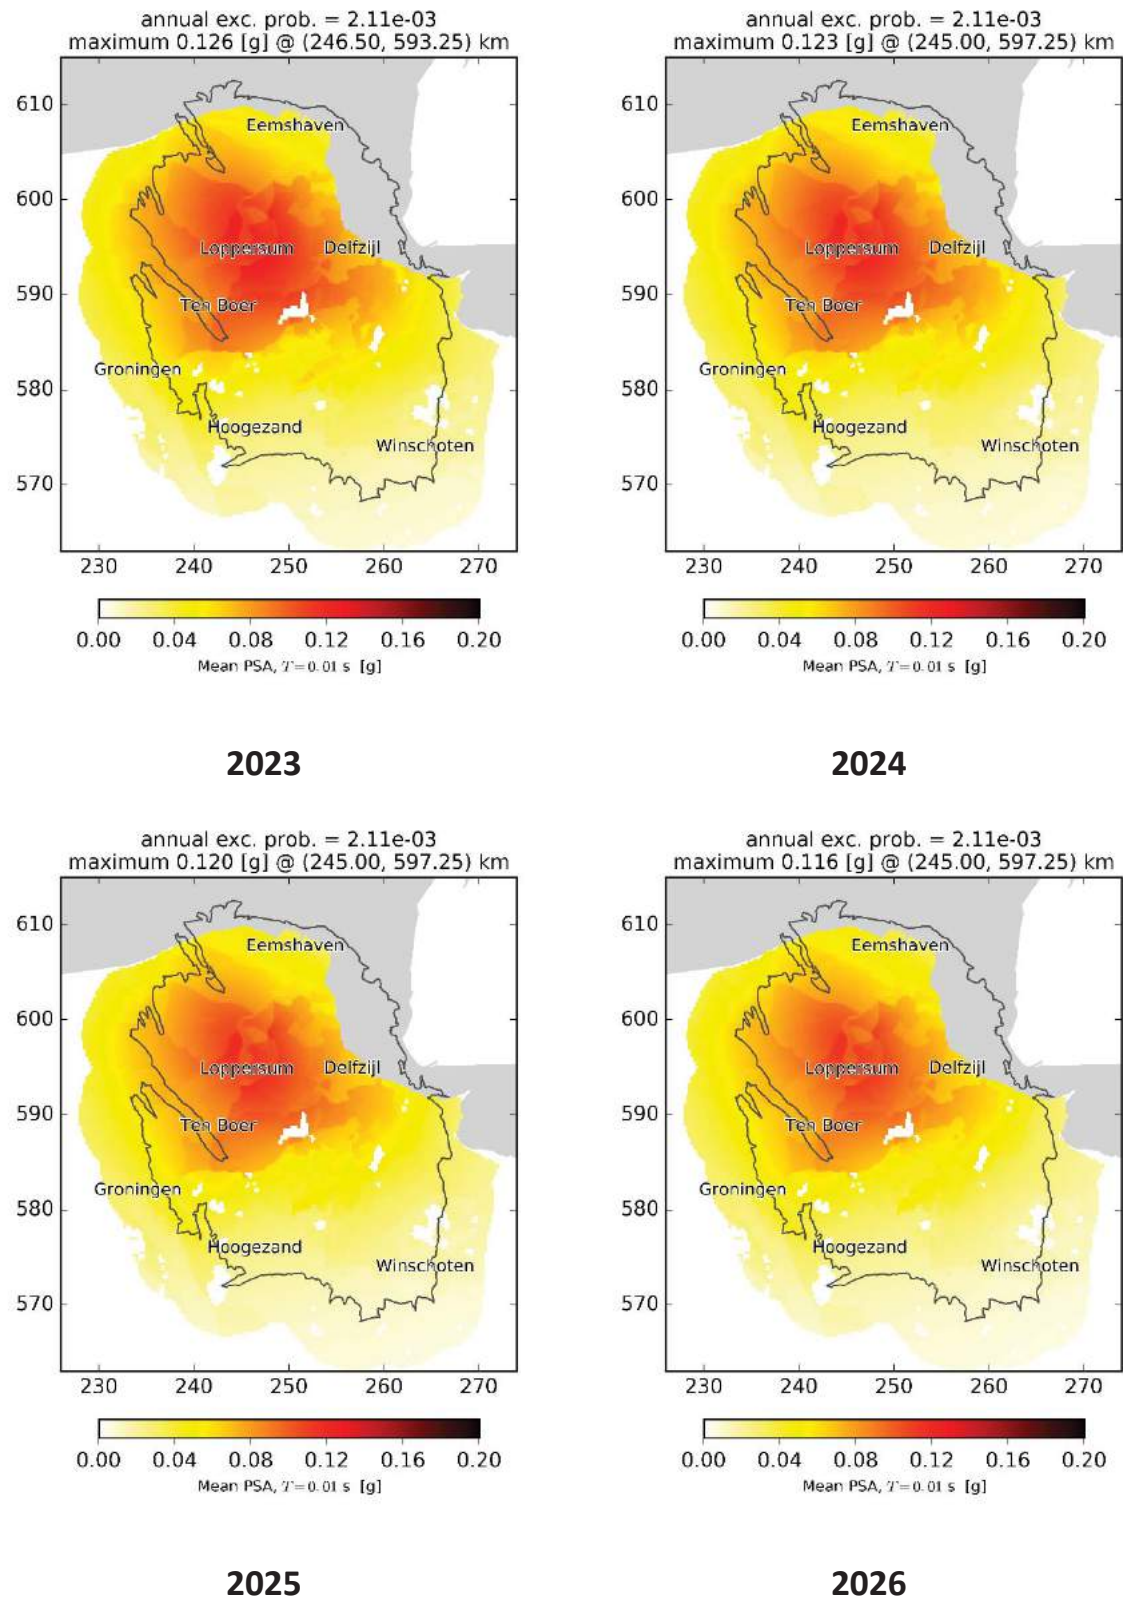 annual exc. prob. = 2.11e-03
maximum 0.126 [g] @ (246.50, 593.25) km
610
600
590
580
570
Eemshaven
Loppersum
Delfzijl
Ten Boer
Groningen
Hoogezand
Winschoten
230 240 250 260 270
0.00 0.04 0.08 0.12 0.16 0.20
Mean PSA, T=0.01 s [g]
2023
annual exc. prob. = 2.11e-03
maximum 0.123 [g] @ (245.00, 597.25) km
610
600
590
580
570
Eemshaven
Loppersum
Delfzijl
Ten Boer
Groningen
Hoogezand
Winschoten
230 240 250 260 270
0.00 0.04 0.08 0.12 0.16 0.20
Mean PSA, T=0.01 s [g]
2024
annual exc. prob. = 2.11e-03
maximum 0.120 [g] @ (245.00, 597.25) km
610
600
590
580
570
Eemshaven
Loppersum
Delfzijl
Ten Boer
Groningen
Hoogezand
Winschoten
230 240 250 260 270
0.00 0.04 0.08 0.12 0.16 0.20
Mean PSA, T=0.01 s [g]
2025
annual exc. prob. = 2.11e-03
maximum 0.116 [g] @ (245.00, 597.25) km
610
600
590
580
570
Eemshaven
Loppersum
Delfzijl
Ten Boer
Groningen
Hoogezand
Winschoten
230 240 250 260 270
0.00 0.04 0.08 0.12 0.16 0.20
Mean PSA, T=0.01 s [g]
2026